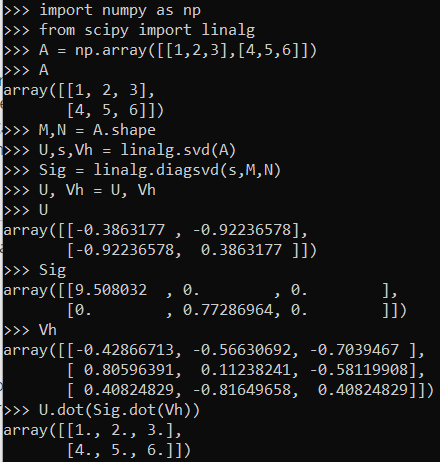 >>> import numpy as np
>>> from scipy import linalg
>>> A = np.array([[1,2,3],[4,5,6]])
>>> A
array([[1, 2, 3],
       [4, 5, 6]])
>>> M,N = A.shape
>>> U,s,Vh = linalg.svd(A)
>>> Sig = linalg.diagsvd(s,M,N)
>>> U, Vh = U, Vh
>>> U
array([[-0.3863177 , -0.92236578],
       [-0.92236578,  0.3863177 ]])
>>> Sig
array([[9.508032  , 0.        , 0.        ],
       [0.        , 0.77286964, 0.        ]])
>>> Vh
array([[-0.42866713, -0.56630692, -0.7039467 ],
       [ 0.80596391,  0.11238241, -0.58119908],
       [ 0.40824829, -0.81649658,  0.40824829]])
>>> U.dot(Sig.dot(Vh))
array([[1., 2., 3.],
       [4., 5., 6.]])